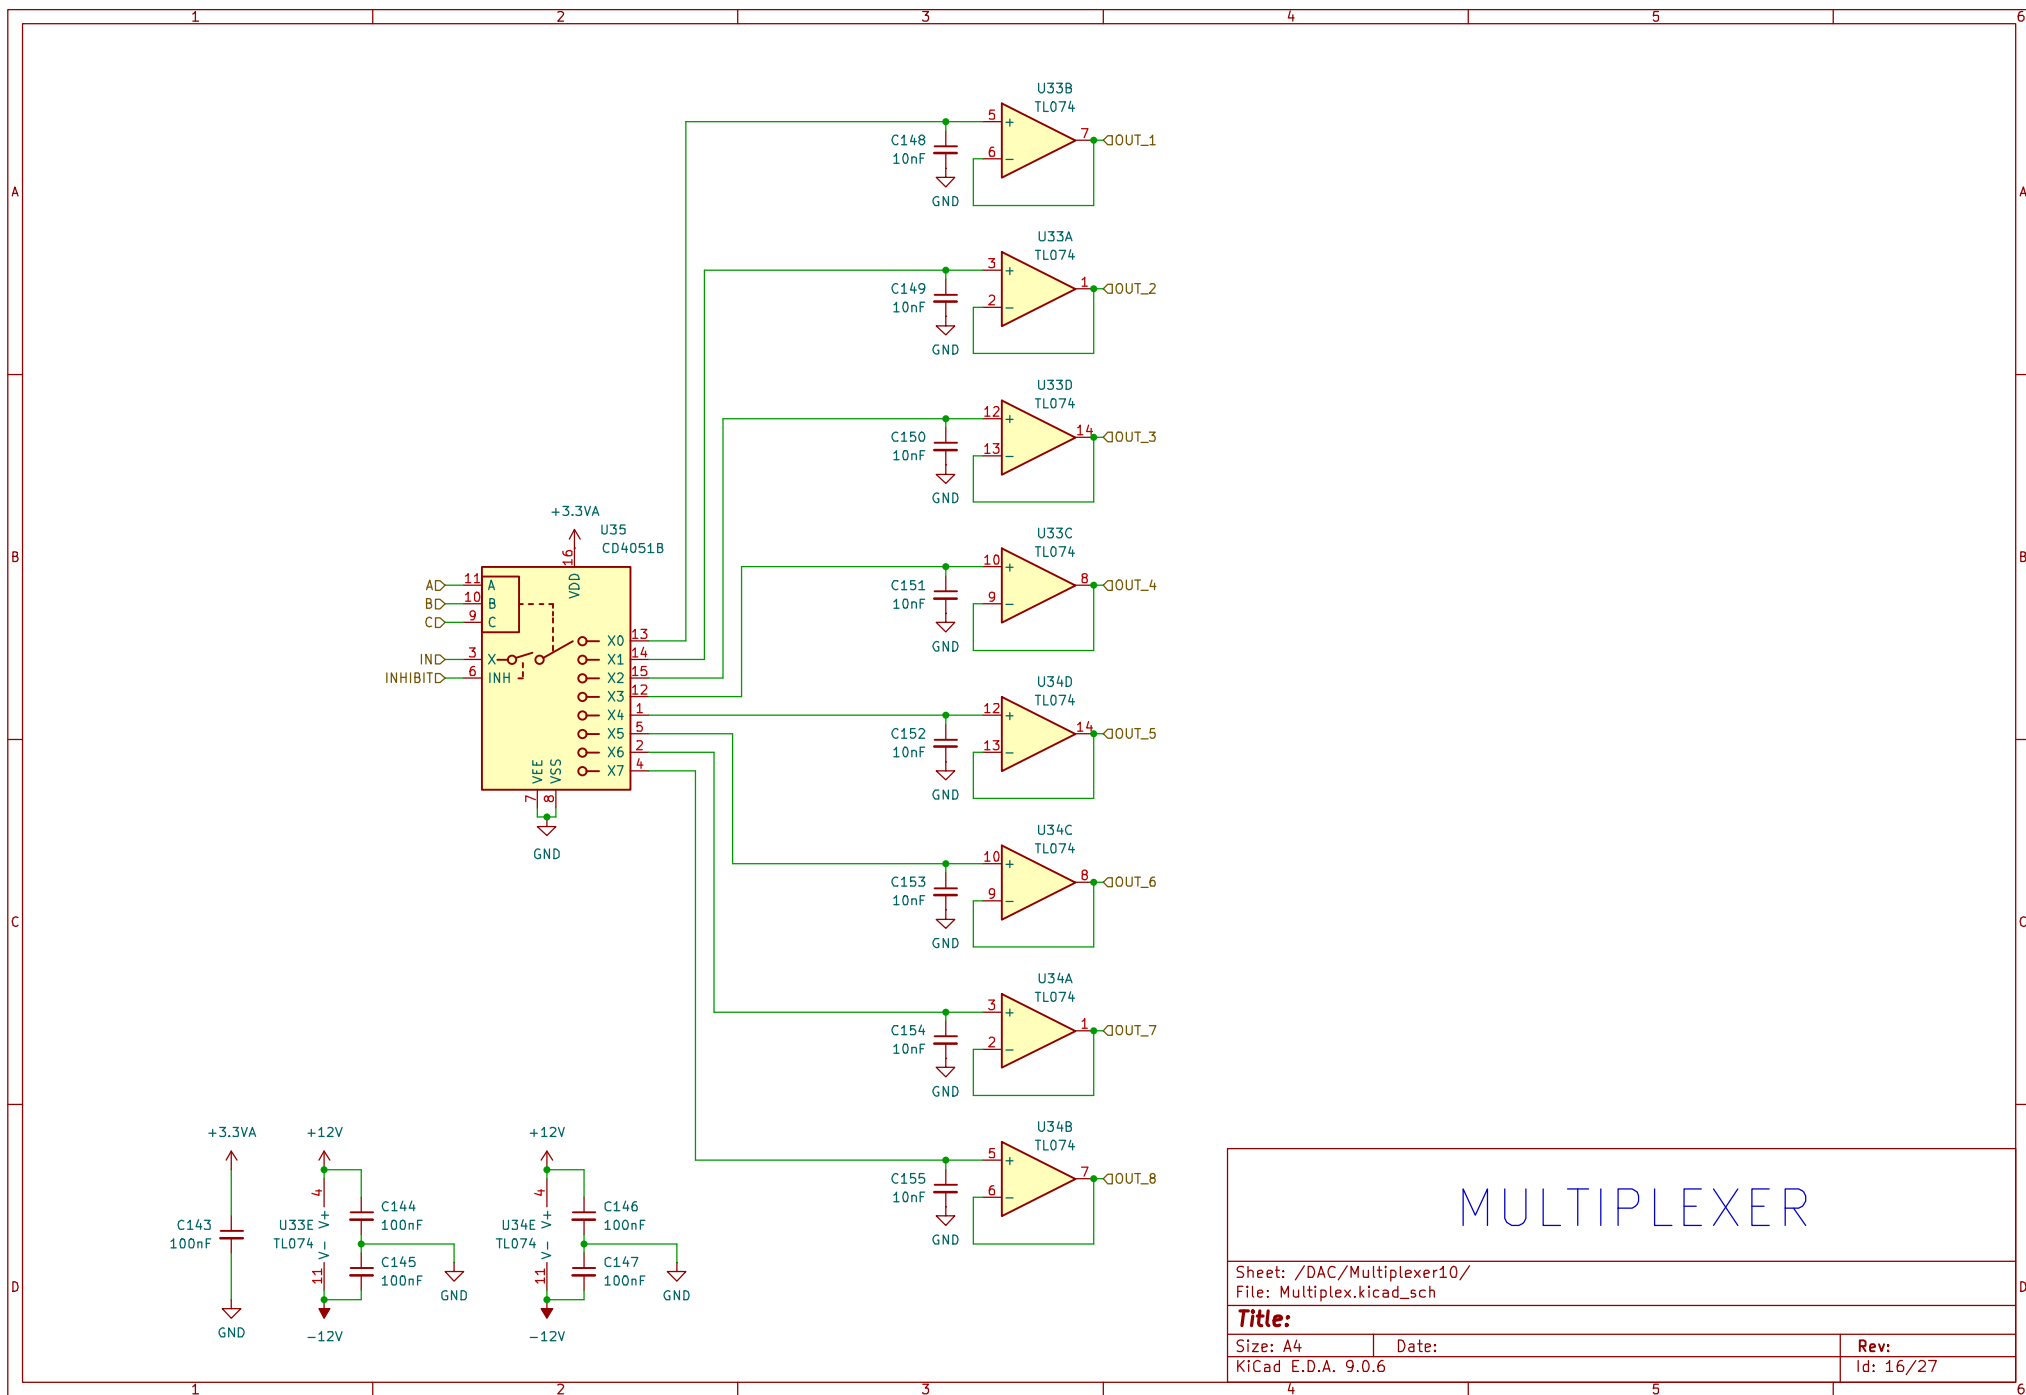 1 2 3 4 5 6
U33B
TL074
5 + 7 OUT_1
C148
10nF 6 −
GND
A A
U33A
TL074
3 + 1 OUT_2
C149
10nF 2 −
GND
U33D
TL074
12 + 14 OUT_3
C150
10nF 13 −
GND
+3.3VA
U35
CD4051B
16 VDD
U33C
TL074
B B
10 + 8 OUT_4
C151
10nF 9 −
GND
A 11 A
B 10 B
C 9 C
X0 13
IN 3 X X1 14
INHIBIT 6 INH X2 15
X3 12
X4 1
X5 5
X6 2
X7 4
VEE VSS
7 8
GND
U34D
TL074
12 + 14 OUT_5
C152
10nF 13 −
GND
U34C
TL074
10 + 8 OUT_6
C153
10nF 9 −
GND
C C
U34A
TL074
3 + 1 OUT_7
C154
10nF 2 −
GND
U34B
TL074
5 + 7 OUT_8
C155
10nF 6 −
GND
+3.3VA +12V +12V
4 4
C144 C146
C143 U33E V+ 100nF U34E V+ 100nF
100nF TL074 V− TL074 V−
C145 C147
11 100nF 11 100nF
GND GND
GND −12V −12V
D D
MULTIPLEXER
Sheet: /DAC/Multiplexer10/
File: Multiplex.kicad_sch
Title:
Size: A4 Date: Rev:
KiCad E.D.A. 9.0.6 Id: 16/27
1 2 3 4 5 6